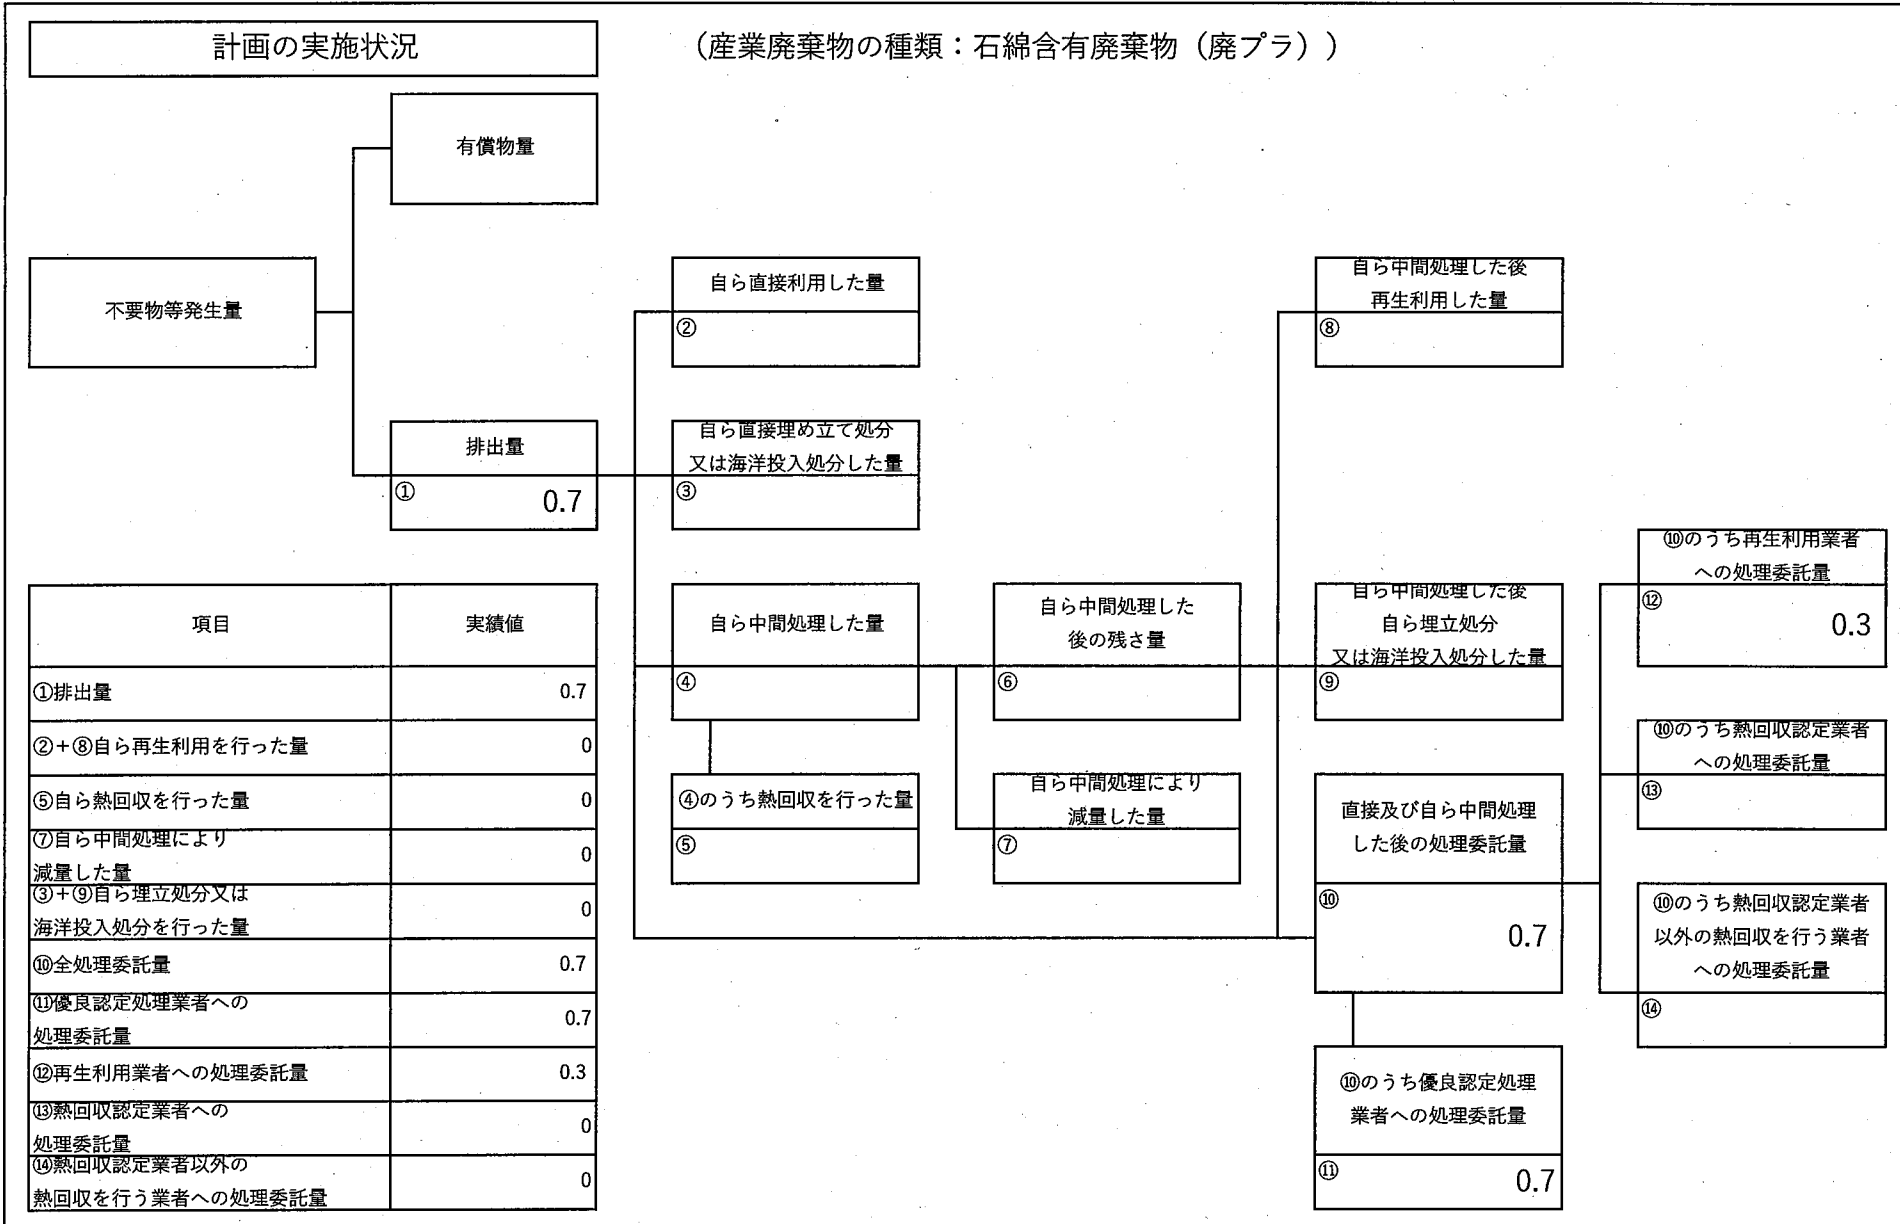 計画の実施状況
（産業廃棄物の種類：石綿含有廃棄物（廃プラ））
有償物量
不要物等発生量
排出量
①
0.7
自ら直接利用した量
②
自ら直接埋め立て処分
又は海洋投入処分した量
③
自ら中間処理した量
④
④のうち熱回収を行った量
⑤
自ら中間処理した
後の残さ量
⑥
自ら中間処理により
減量した量
⑦
自ら中間処理した後
再生利用した量
⑧
自ら中間処理した後
自ら埋立処分
又は海洋投入処分した量
⑨
直接及び自ら中間処理
した後の処理委託量
⑩
0.7
⑩のうち優良認定処理
業者への処理委託量
⑪
0.7
⑩のうち再生利用業者
への処理委託量
⑫
0.3
⑩のうち熱回収認定業者
への処理委託量
⑬
⑩のうち熱回収認定業者
以外の熱回収を行う業者
への処理委託量
⑭
項目 実績値
①排出量 0.7
②+⑧自ら再生利用を行った量 0
⑤自ら熱回収を行った量 0
⑦自ら中間処理により
減量した量 0
③+⑨自ら埋立処分又は
海洋投入処分を行った量 0
⑩全処理委託量 0.7
⑪優良認定処理業者への
処理委託量 0.7
⑫再生利用業者への処理委託量 0.3
⑬熱回収認定業者への
処理委託量 0
⑭熱回収認定業者以外の
熱回収を行う業者への処理委託量 0